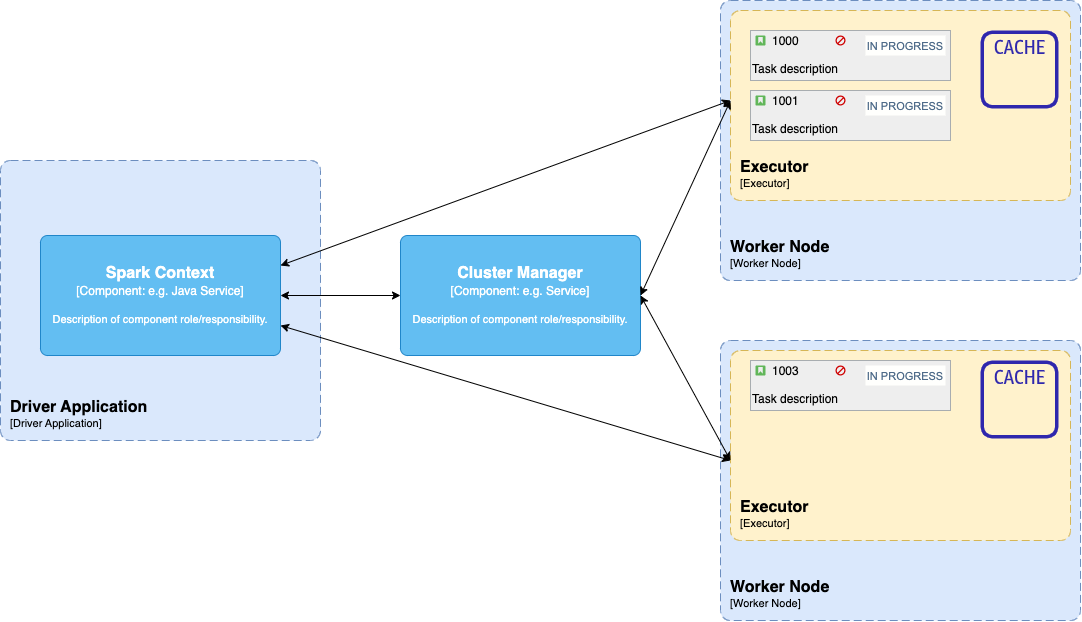 Spark Context
[Component: e.g. Java Service]
Description of component role/responsibility.
Driver Application
[Driver Application]
Cluster Manager
[Component: e.g. Service]
Description of component role/responsibility.
1000
IN PROGRESS
Task description
1001
IN PROGRESS
Task description
CACHE
Executor
[Executor]
Worker Node
[Worker Node]
1003
IN PROGRESS
Task description
CACHE
Executor
[Executor]
Worker Node
[Worker Node]